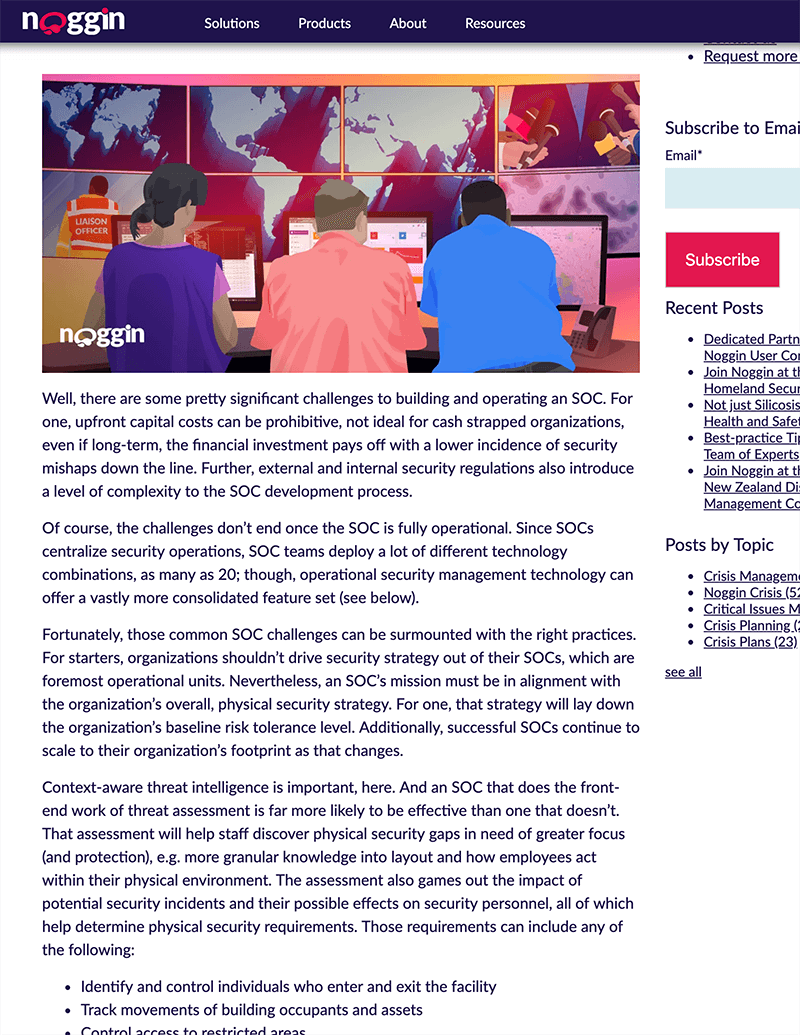 noggin
Solutions
Products
About
Resources
Request more
LIAISON
OFFICER
noggin
Well, there are some pretty significant challenges to building and operating an SOC. For
one, upfront capital costs can be prohibitive, not ideal for cash strapped organizations,
even if long-term, the financial investment pays off with a lower incidence of security
mishaps down the line. Further, external and internal security regulations also introduce
a level of complexity to the SOC development process.
Of course, the challenges don’t end once the SOC is fully operational. Since SOCs
centralize security operations, SOC teams deploy a lot of different technology
combinations, as many as 20; though, operational security management technology can
offer a vastly more consolidated feature set (see below).
Fortunately, those common SOC challenges can be surmounted with the right practices.
For starters, organizations shouldn’t drive security strategy out of their SOCs, which are
foremost operational units. Nevertheless, an SOC’s mission must be in alignment with
the organization’s overall, physical security strategy. For one, that strategy will lay down
the organization’s baseline risk tolerance level. Additionally, successful SOCs continue to
scale to their organization’s footprint as that changes.
Context-aware threat intelligence is important, here. And an SOC that does the front-
end work of threat assessment is far more likely to be effective than one that doesn’t.
That assessment will help staff discover physical security gaps in need of greater focus
(and protection), e.g. more granular knowledge into layout and how employees act
within their physical environment. The assessment also games out the impact of
potential security incidents and their possible effects on security personnel, all of which
help determine physical security requirements. Those requirements can include any of
the following:
• Identify and control individuals who enter and exit the facility
• Track movements of building occupants and assets
• Control access to restricted areas
Subscribe to Emai
Email*
Subscribe
Recent Posts
• Dedicated Partn
Noggin User Con
• Join Noggin at th
Homeland Secur
• Not just Silicosis
Health and Safet
• Best-practice Tip
Team of Experts
• Join Noggin at th
New Zealand Dis
Management Co
Posts by Topic
• Crisis Manageme
• Noggin Crisis (52
• Critical Issues M
• Crisis Planning (2
• Crisis Plans (23)
see all